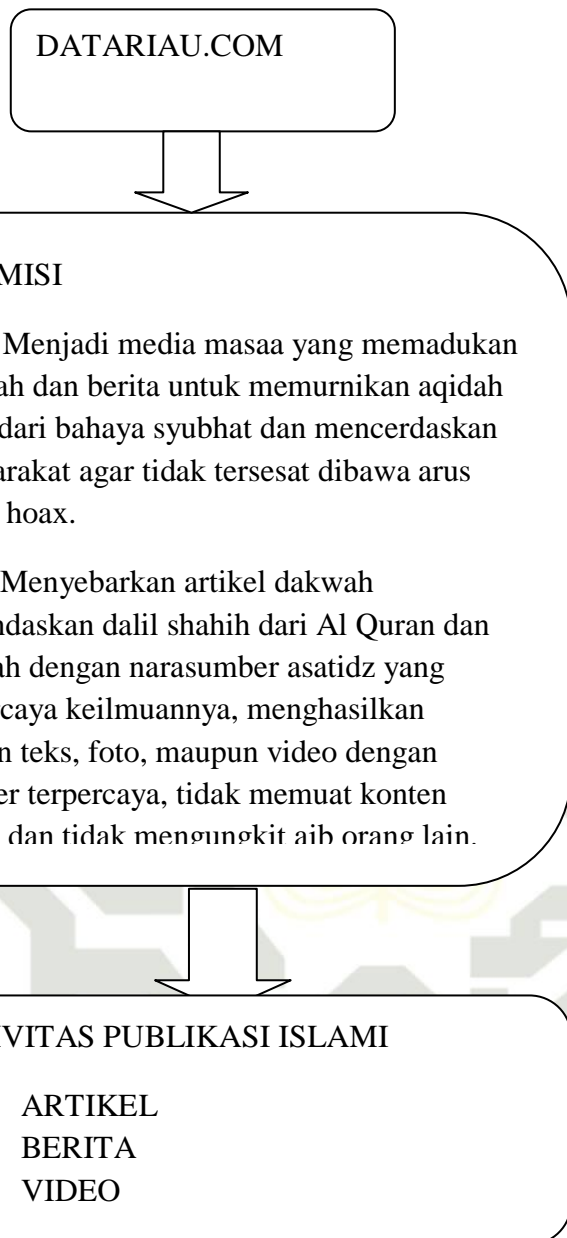 DATARIAU.COM
MISI
Menjadi media masaa yang memadukan
ah dan berita untuk memurnikan aqidah
dari bahaya syubhat dan mencerdaskan
arakat agar tidak tersesat dibawa arus
hoax.
Menyebarkan artikel dakwah
ndaskan dalil shahih dari Al Quran dan
ah dengan narasumber asatidz yang
rcaya keilmuannya, menghasilkan
n teks, foto, maupun video dengan
er terpercaya, tidak memuat konten
dan tidak mengungkit aib orang lain.
IVITAS PUBLIKASI ISLAMI
ARTIKEL
BERITA
VIDEO